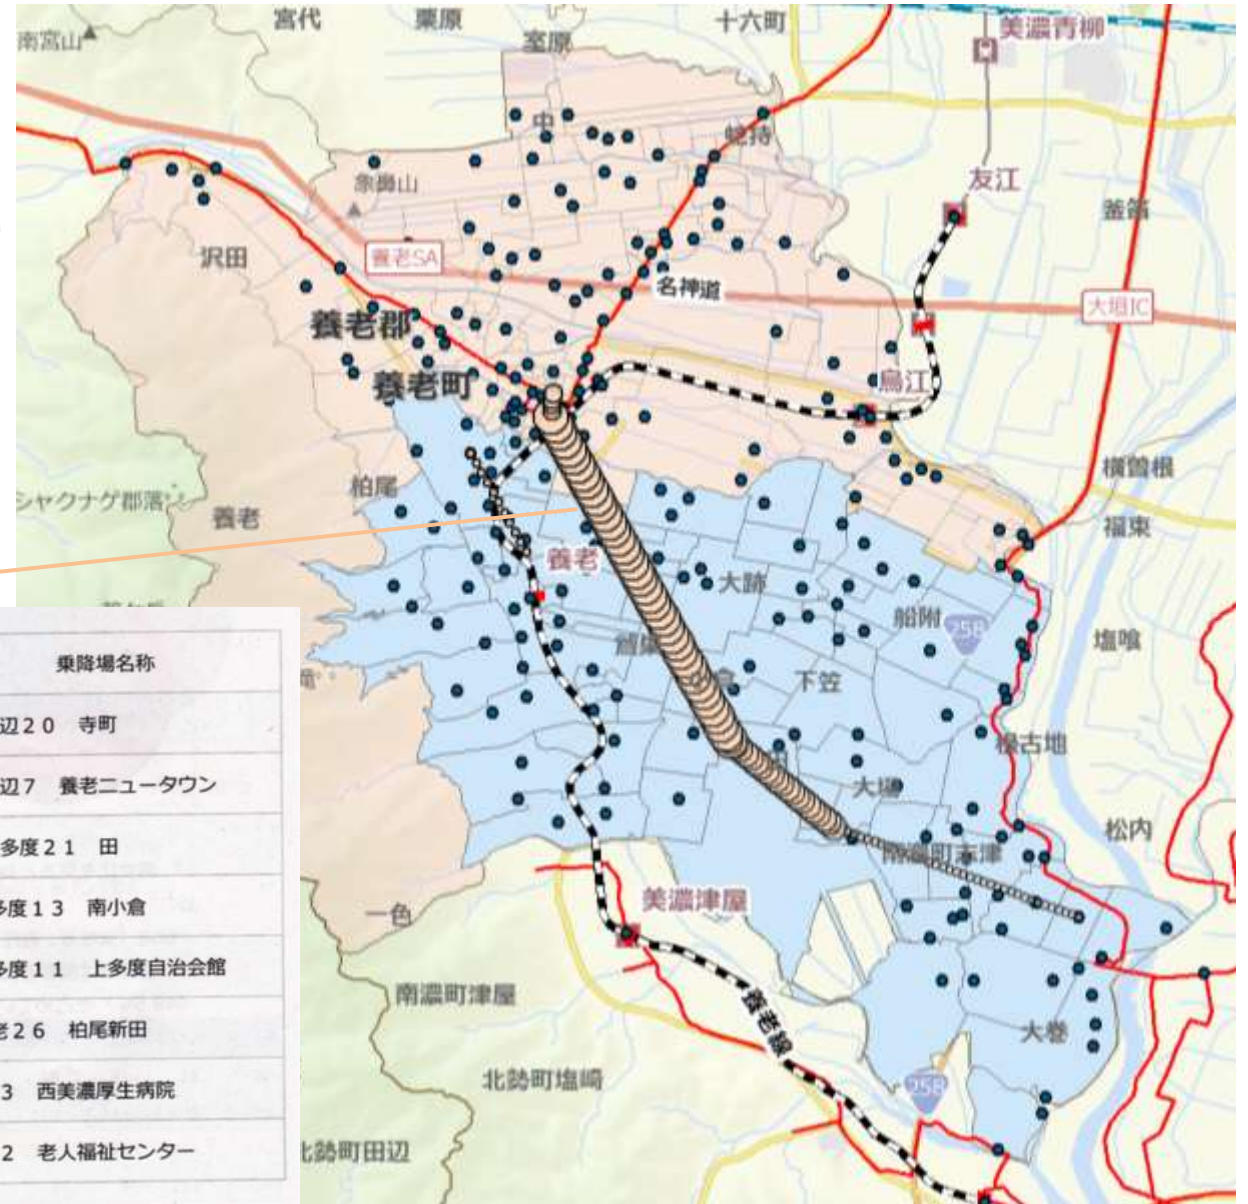 宮代
栗原
室原
十六町
南宮山
美濃青柳
中
蛇持
象鼻山
友江
釜笛
沢田
養老SA
名神道
大垣IC
養老郡
養老町
烏江
横曽根
柏尾
シャクナゲ群落
養老
福東
養老
大跡
船附
258
塩喰
下笠
根古地
大場
松内
南濃町志津
一色
美濃津屋
南濃町津屋
養老線
大巻
北勢町塩崎
258
北勢町田辺
乗降場名称
辺20 寺町
辺7 養老ニュータウン
多度21 田
多度13 南小倉
多度11 上多度自治会館
老26 柏尾新田
3 西美濃厚生病院
2 老人福祉センター